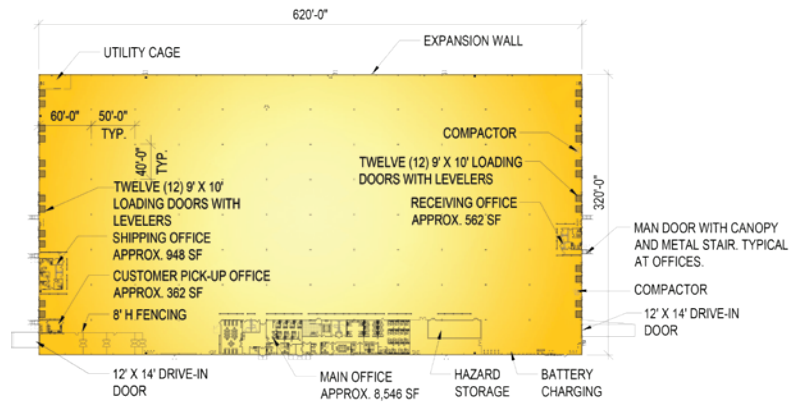 620'-0"
EXPANSION WALL
UTILITY CAGE
60'-0"
50'-0"
TYP.
40'-0"
TYP.
COMPACTOR
TWELVE (12) 9' X 10' LOADING
DOORS WITH LEVELERS
320'-0"
TWELVE (12) 9' X 10'
LOADING DOORS WITH
LEVELERS
RECEIVING OFFICE
APPROX. 562 SF
MAN DOOR WITH CANOPY
AND METAL STAIR. TYPICAL
AT OFFICES.
SHIPPING OFFICE
APPROX. 948 SF
CUSTOMER PICK-UP OFFICE
APPROX. 362 SF
COMPACTOR
8' H FENCING
12' X 14' DRIVE-IN
DOOR
12' X 14' DRIVE-IN
DOOR
MAIN OFFICE
APPROX. 8,546 SF
HAZARD
STORAGE
BATTERY
CHARGING